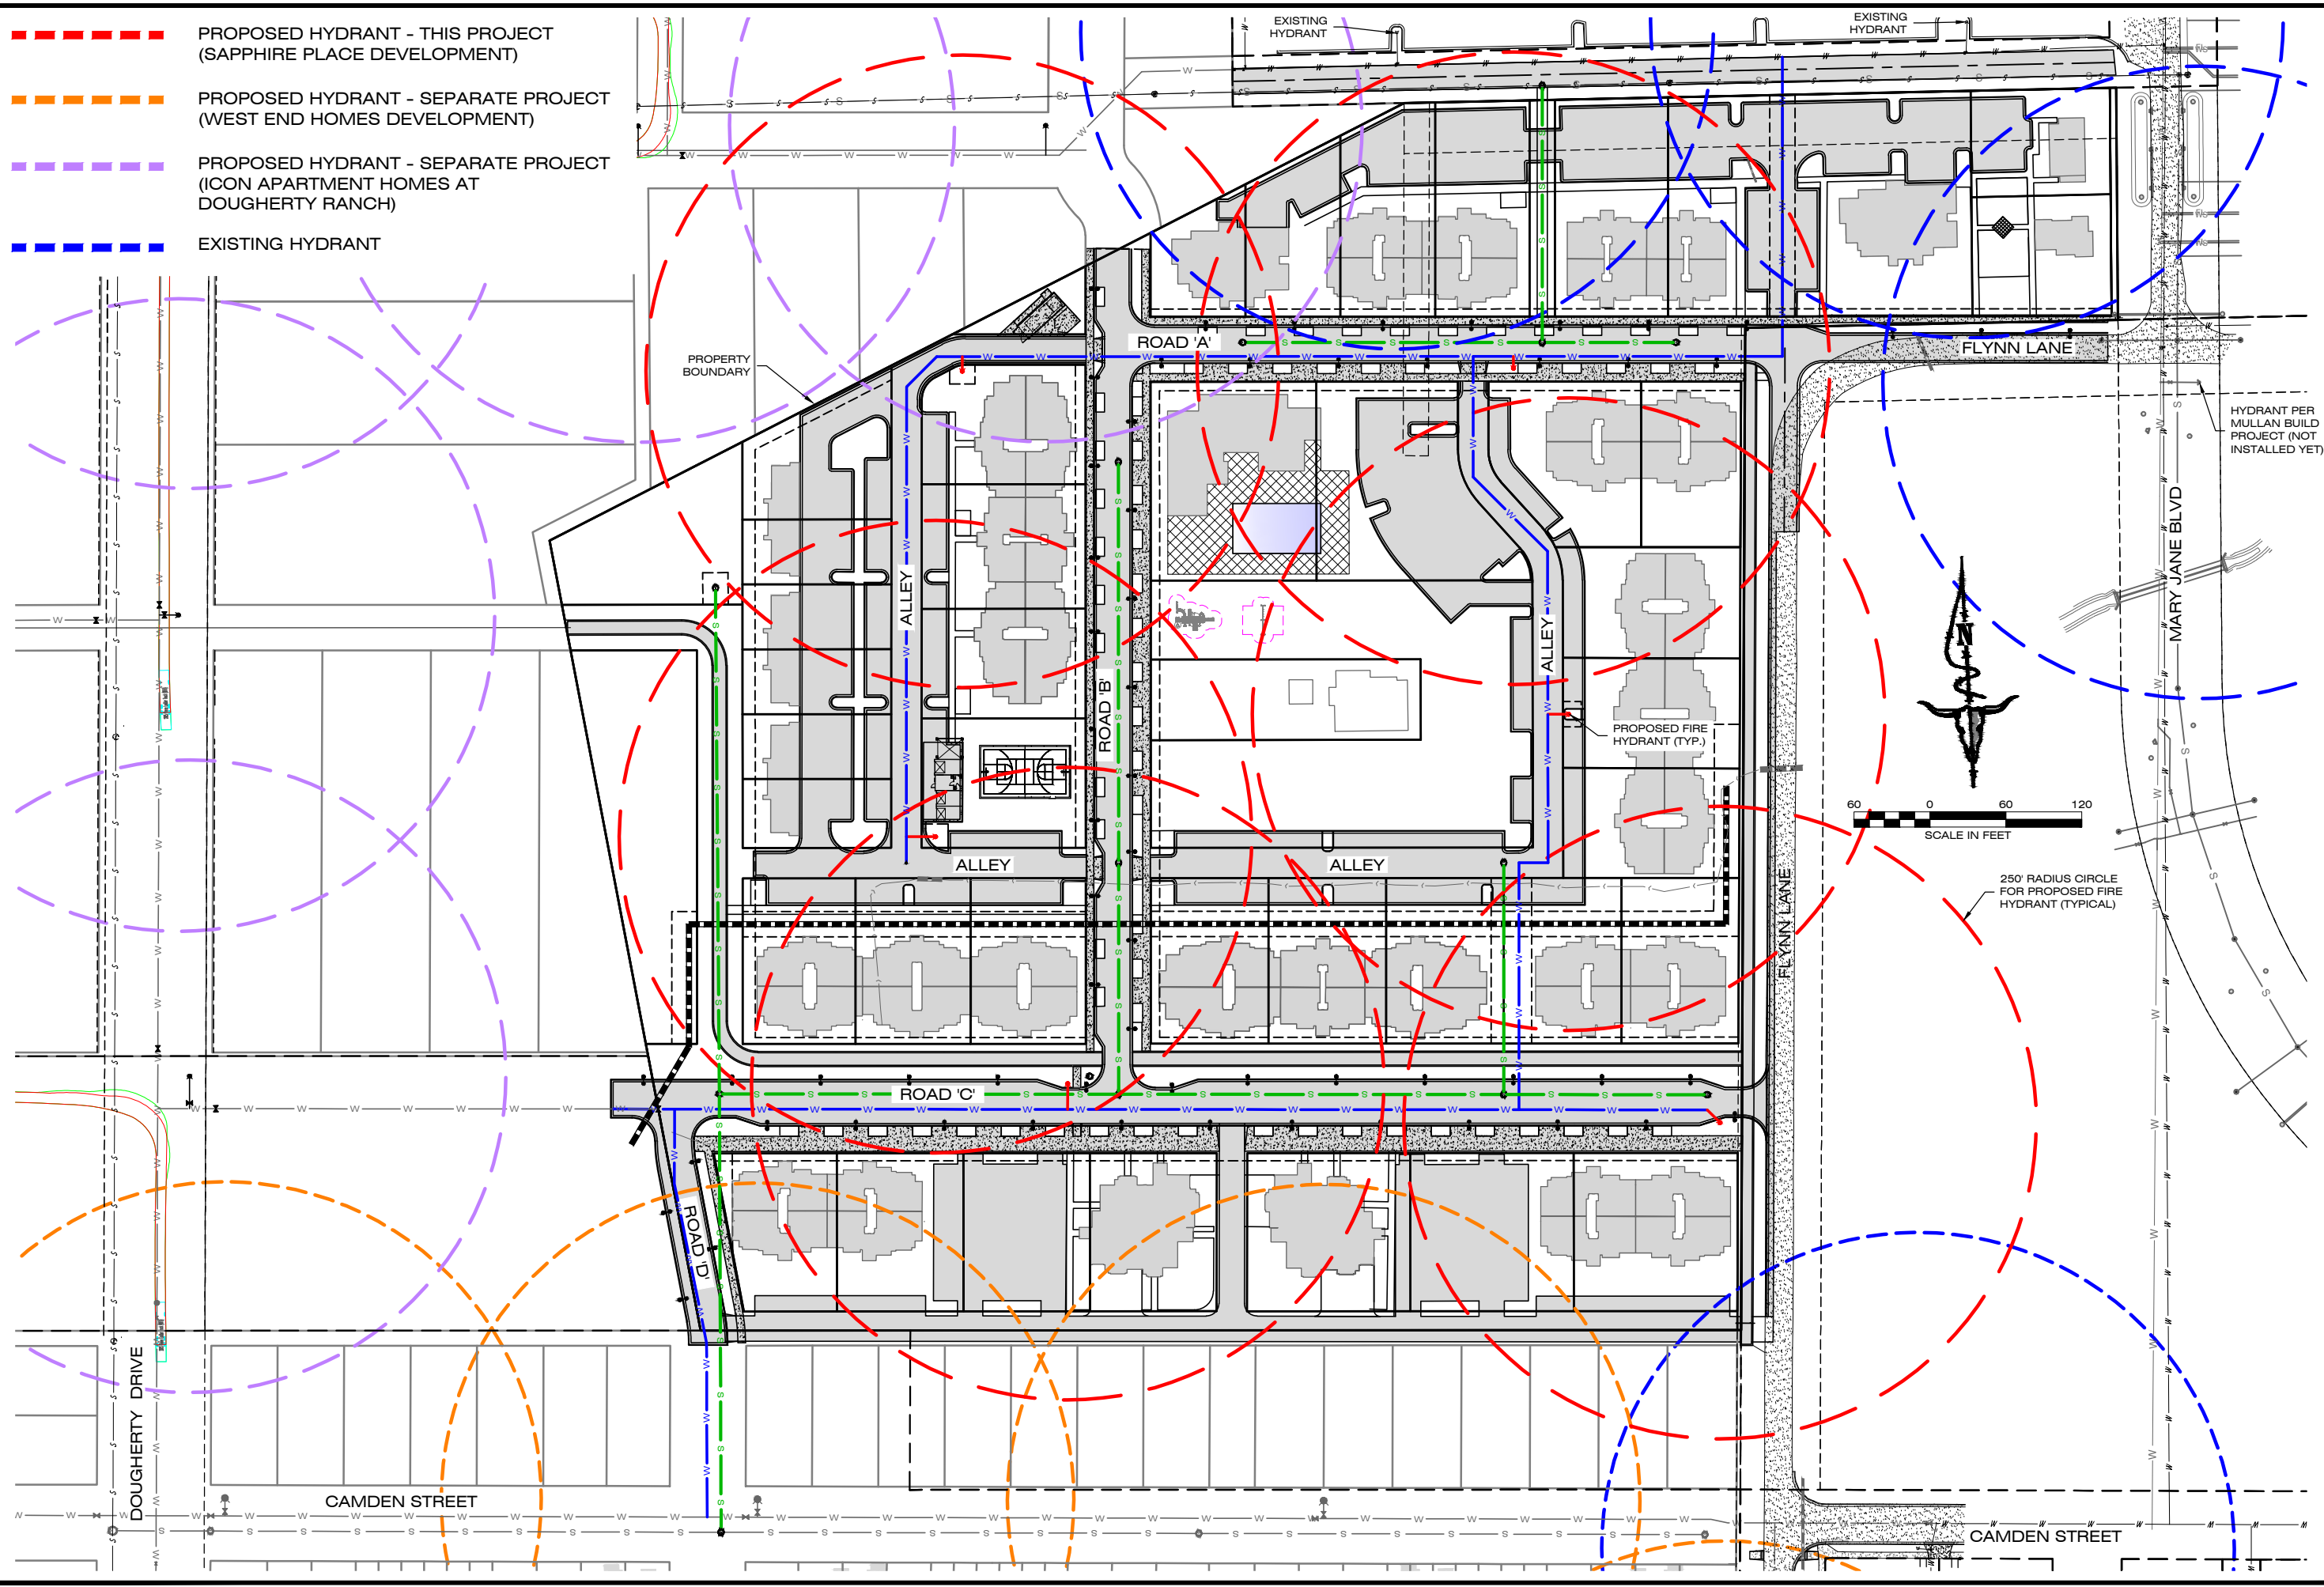 PROPOSED HYDRANT - THIS PROJECT
(SAPPHIRE PLACE DEVELOPMENT)
PROPOSED HYDRANT - SEPARATE PROJECT
(WEST END HOMES DEVELOPMENT)
PROPOSED HYDRANT - SEPARATE PROJECT
(ICON APARTMENT HOMES AT
DOUGHERTY RANCH)
EXISTING HYDRANT
EXISTING
HYDRANT
EXISTING
HYDRANT
ROAD 'A'
FLYNN LANE
PROPERTY
BOUNDARY
HYDRANT PER
MULLAN BUILD
PROJECT (NOT
INSTALLED YET)
MARY JANE BLVD
ALLEY
ALLEY
ROAD 'B'
N
PROPOSED FIRE
HYDRANT (TYP.)
60 0 60 120
SCALE IN FEET
ALLEY
ALLEY
250' RADIUS CIRCLE
FOR PROPOSED FIRE
HYDRANT (TYPICAL)
FLYNN LANE
ROAD 'C'
ROAD 'D'
DOUGHERTY DRIVE
CAMDEN STREET
CAMDEN STREET